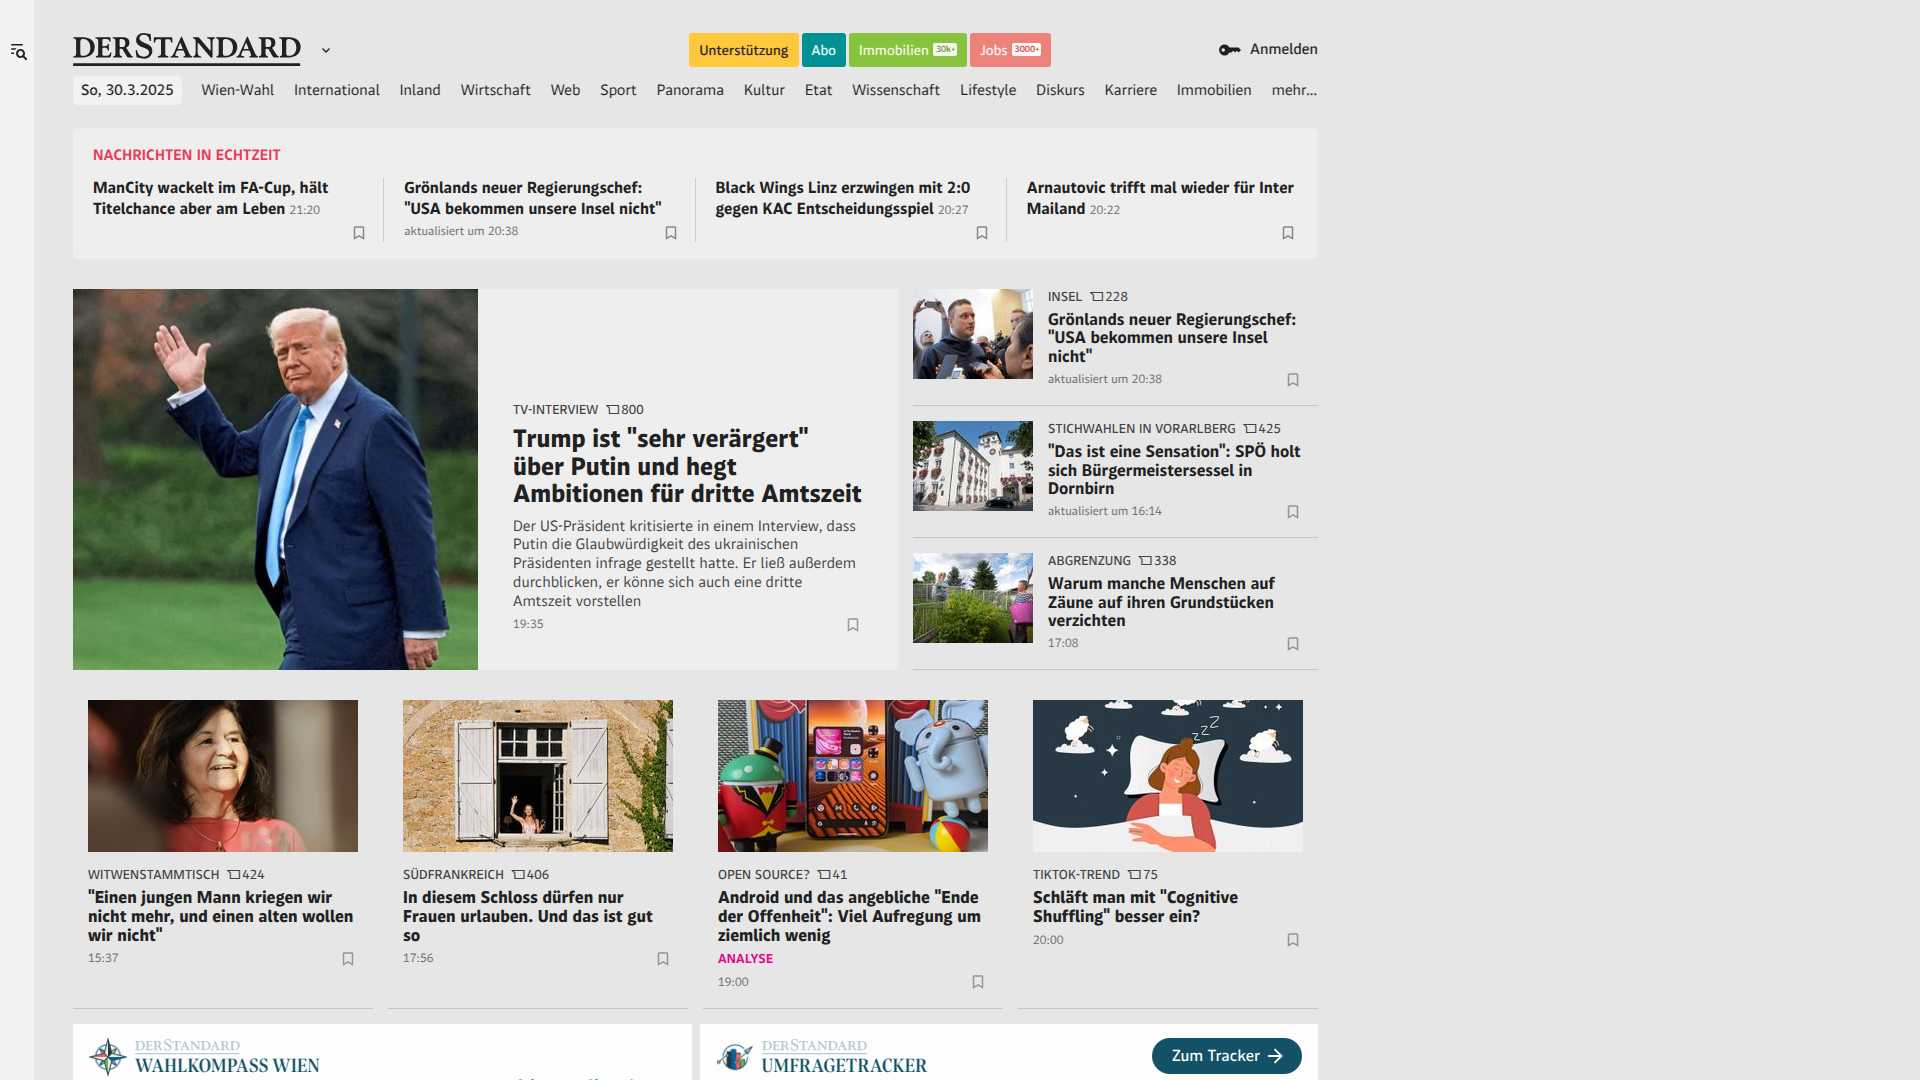 DERSTANDARD
Unterstützung
Abo
Immobilien 30k+
Jobs 3000+
Anmelden
So, 30.3.2025
Wien-Wahl
International
Inland
Wirtschaft
Web
Sport
Panorama
Kultur
Etat
Wissenschaft
Lifestyle
Diskurs
Karriere
Immobilien
mehr...
NACHRICHTEN IN ECHTZEIT
ManCity wackelt im FA-Cup, hält
Titelchance aber am Leben 21:20
Grönlands neuer Regierungschef:
"USA bekommen unsere Insel nicht"
aktualisiert um 20:38
Black Wings Linz erzwingen mit 2:0
gegen KAC Entscheidungsspiel 20:27
Arnautovic trifft mal wieder für Inter
Mailand 20:22
TV-INTERVIEW 800
Trump ist "sehr verärgert"
über Putin und hegt
Ambitionen für dritte Amtszeit
Der US-Präsident kritisierte in einem Interview, dass
Putin die Glaubwürdigkeit des ukrainischen
Präsidenten infrage gestellt hatte. Er ließ außerdem
durchblicken, er könne sich auch eine dritte
Amtszeit vorstellen
19:35
INSEL 228
Grönlands neuer Regierungschef:
"USA bekommen unsere Insel
nicht"
aktualisiert um 20:38
STICHWAHLEN IN VORARLBERG 425
"Das ist eine Sensation": SPÖ holt
sich Bürgermeistersessel in
Dornbirn
aktualisiert um 16:14
ABGRENZUNG 338
Warum manche Menschen auf
Zäune auf ihren Grundstücken
verzichten
17:08
WITWENSTAMMTISCH 424
"Einen jungen Mann kriegen wir
nicht mehr, und einen alten wollen
wir nicht"
15:37
SÜDFRANKREICH 406
In diesem Schloss dürfen nur
Frauen urlauben. Und das ist gut
so
17:56
OPEN SOURCE? 41
Android und das angebliche "Ende
der Offenheit": Viel Aufregung um
ziemlich wenig
ANALYSE
19:00
ZZZ
TIKTOK-TREND 75
Schläft man mit "Cognitive
Shuffling" besser ein?
20:00
DERSTANDARD
WAHLKOMPASS WIEN
DERSTANDARD
UMFRAGETRACKER
Zum Tracker